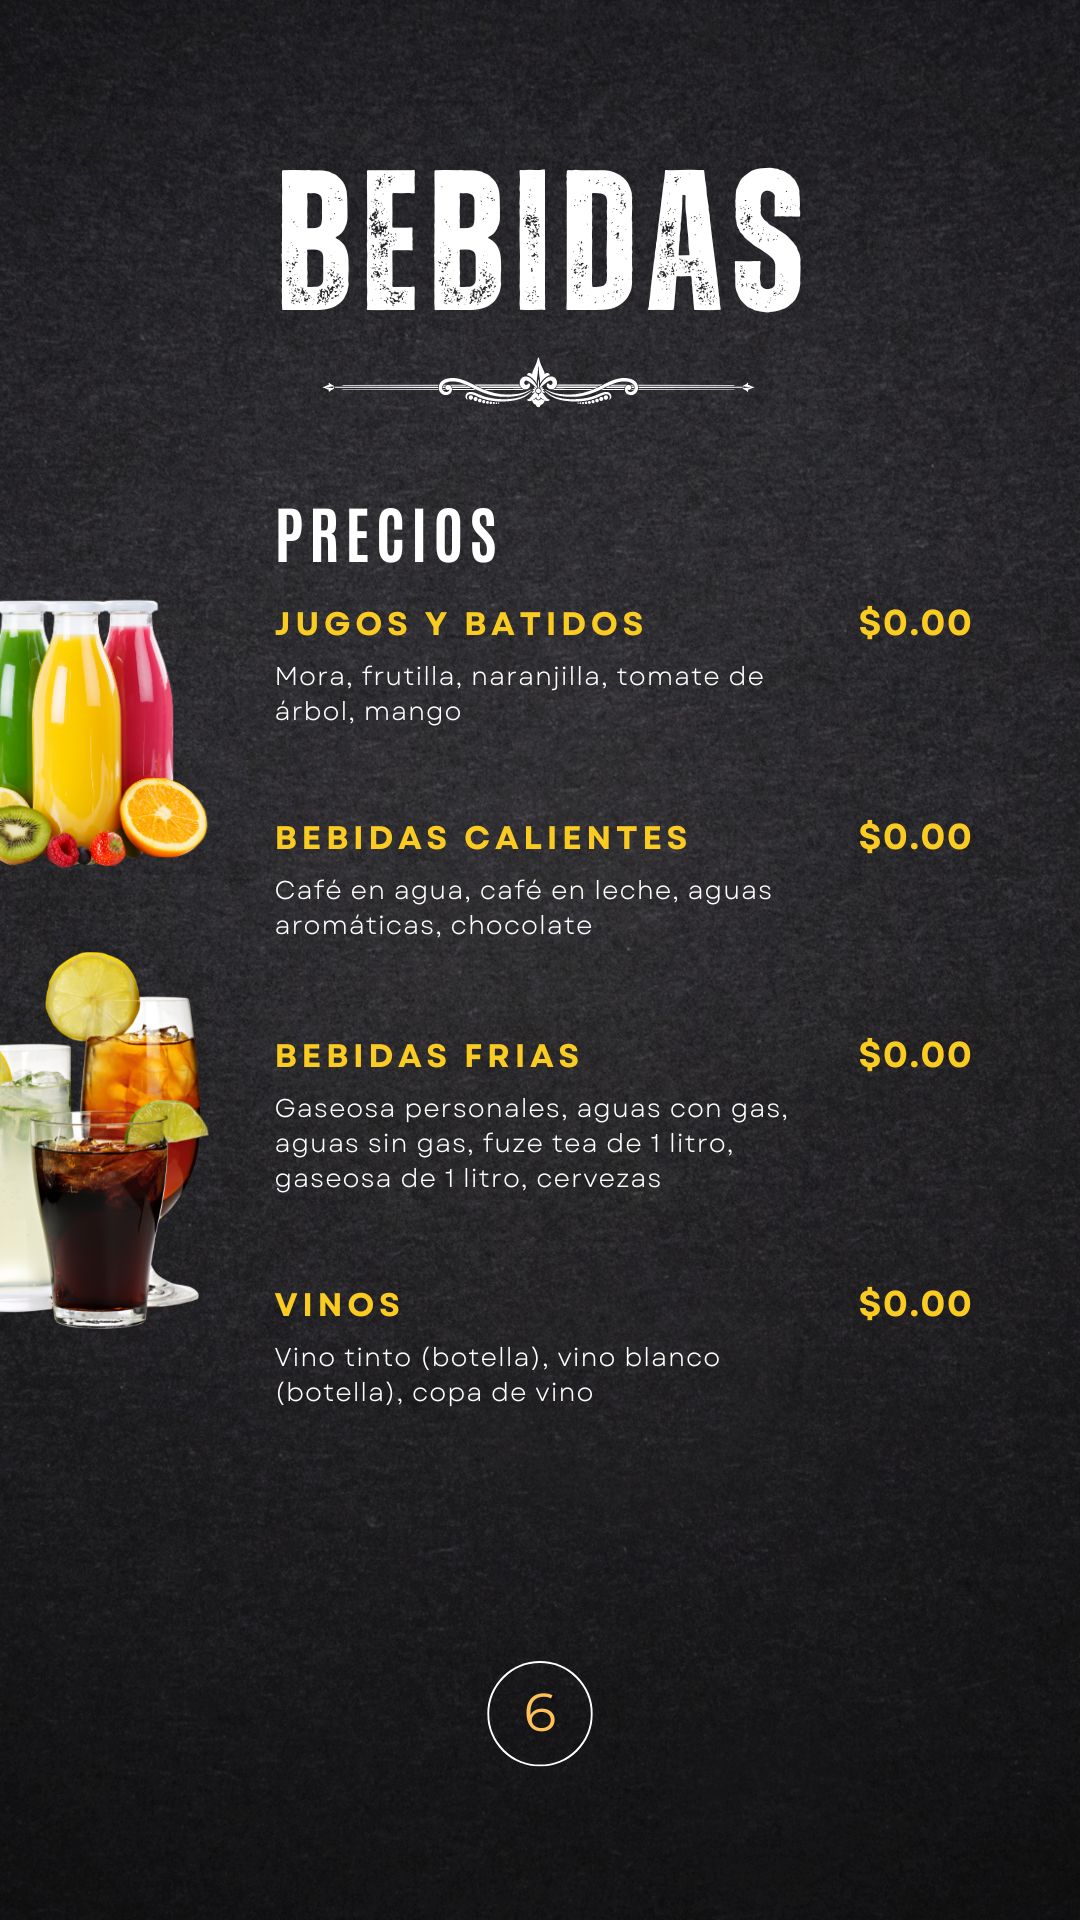 BEBIDAS
PRECIOS
JUGOS Y BATIDOS $0.00
Mora, frutilla, naranjilla, tomate de
árbol, mango
BEBIDAS CALIENTES $0.00
Café en agua, café en leche, aguas
aromáticas, chocolate
BEBIDAS FRIAS $0.00
Gaseosa personales, aguas con gas,
aguas sin gas, fuze tea de 1 litro,
gaseosa de 1 litro, cervezas
VINOS $0.00
Vino tinto (botella), vino blanco
(botella), copa de vino
6